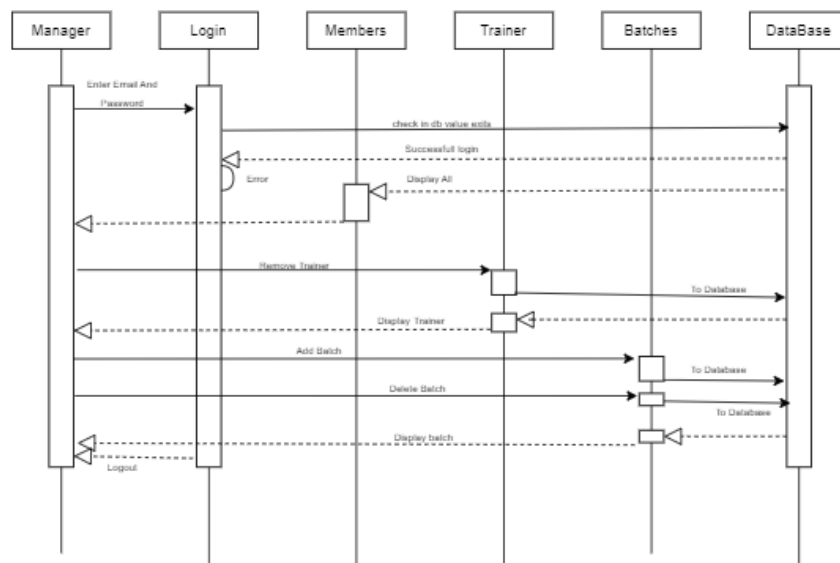 Manager
Login
Members
Trainer
Batches
DataBase
Enter Email And
Password
check in db value exits
Successfull login
Error
Display All
Remove Trainer
To Database
Display Trainer
Add Batch
To Database
Delete Batch
To Database
Display batch
Logout